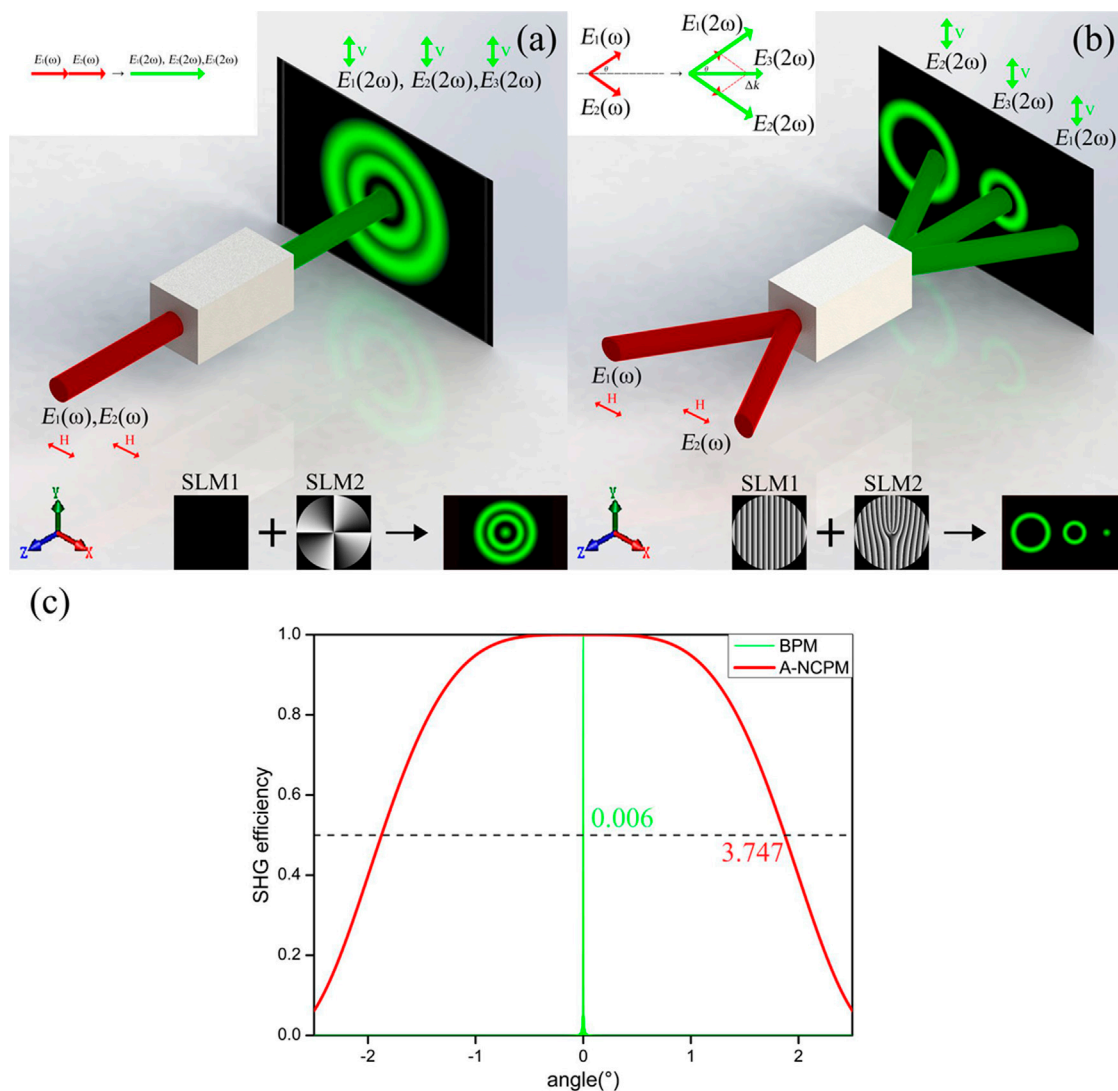 (a)
E₁(ω) E₂(ω) → E₁(2ω), E₂(2ω),E₃(2ω)
V V V
E₁(2ω), E₂(2ω),E₃(2ω)
E₁(ω),E₂(ω)
H H
SLM1 SLM2
+ →
Y
Z X
(b)
E₁(ω)
θ
E₂(ω)
→
E₁(2ω)
E₃(2ω)
θ
Δk
E₂(2ω)
V
E₂(2ω)
V
E₃(2ω)
V
E₁(2ω)
E₁(ω)
H H
E₂(ω)
SLM1 SLM2
+ →
Y
Z X
(c)
1.0
0.8
0.6
0.4
0.2
0.0
SHG efficiency
BPM
A-NCPM
0.006
3.747
-2 -1 0 1 2
angle(°)